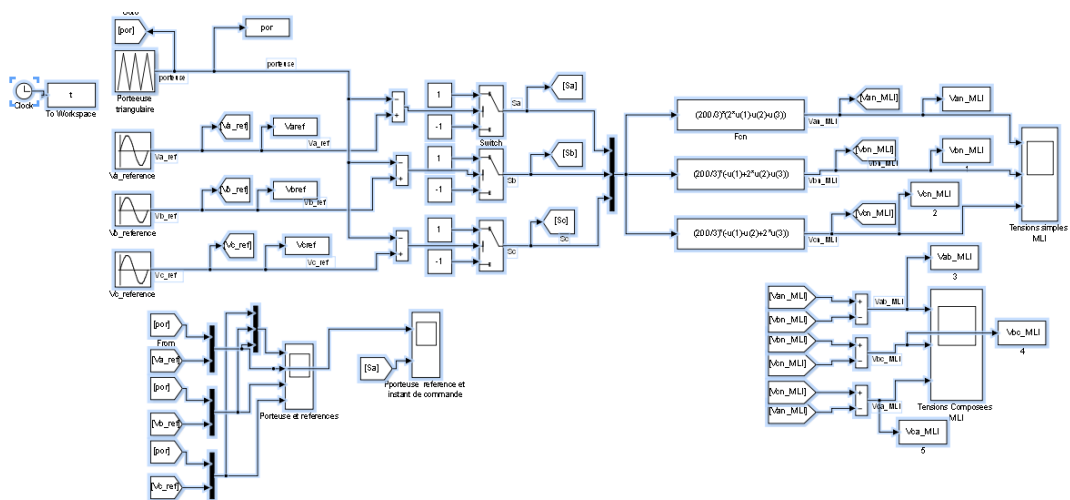 [por]
por
porteuse
porteuse
Porteeuse
triangulaire
Clock
t
To Workspace
[Va_ref]
Varef
Va_ref
Va_ref
Va_reference
[Vb_ref]
Vbref
Vb_ref
Vb_ref
Vb_reference
[Vc_ref]
Vcref
Vc_ref
Vc_ref
Vc_reference
1
-1
Switch
Sa
[Sa]
1
-1
Sb
[Sb]
1
-1
Sc
[Sc]
(200/3)*(2*u(1)-u(2)-u(3))
Fcn
(200/3)*(-u(1)+2*u(2)-u(3))
(200/3)*(-u(1)-u(2)+2*u(3))
[Van_MLI]
Van_MLI
Van_MLI
[Vbn_MLI]
Vbn_MLI
Vbn_MLI
1
[Vcn_MLI]
Vcn_MLI
Vcn_MLI
2
Tensions simples
MLI
[por]
From
[Va_ref]
[por]
[Vb_ref]
[por]
[Vc_ref]
Porteuse et references
[Sa]
Pporteuse reference et
instant de commande
[Van_MLI]
[Vbn_MLI]
[Vbn_MLI]
[Vcn_MLI]
[Vcn_MLI]
[Van_MLI]
Vab_MLI
Vbc_MLI
Vca_MLI
Vab_MLI
3
Vbc_MLI
4
Tensions Composees
MLI
Vca_MLI
5